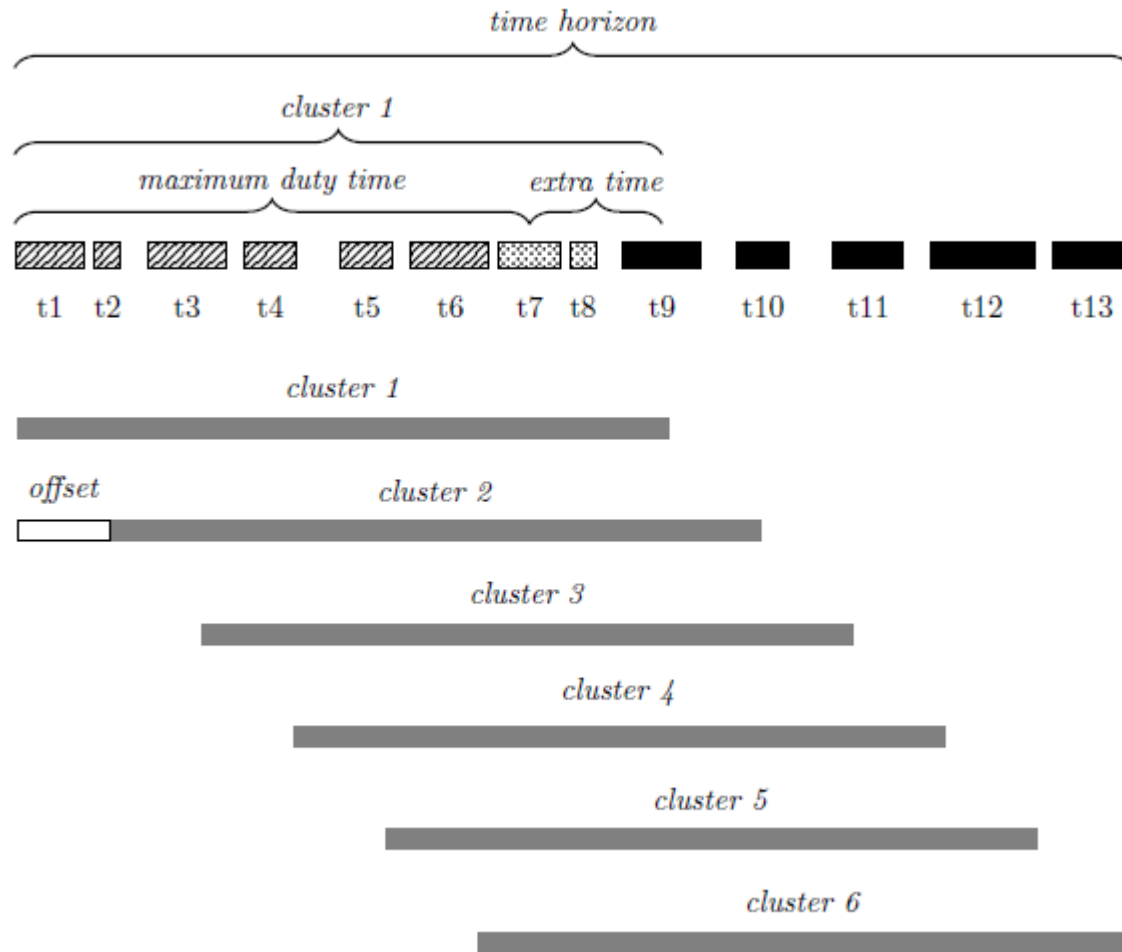 time horizon
cluster 1
maximum duty time extra time
t1 t2 t3 t4 t5 t6 t7 t8 t9 t10 t11 t12 t13
cluster 1
offset cluster 2
cluster 3
cluster 4
cluster 5
cluster 6